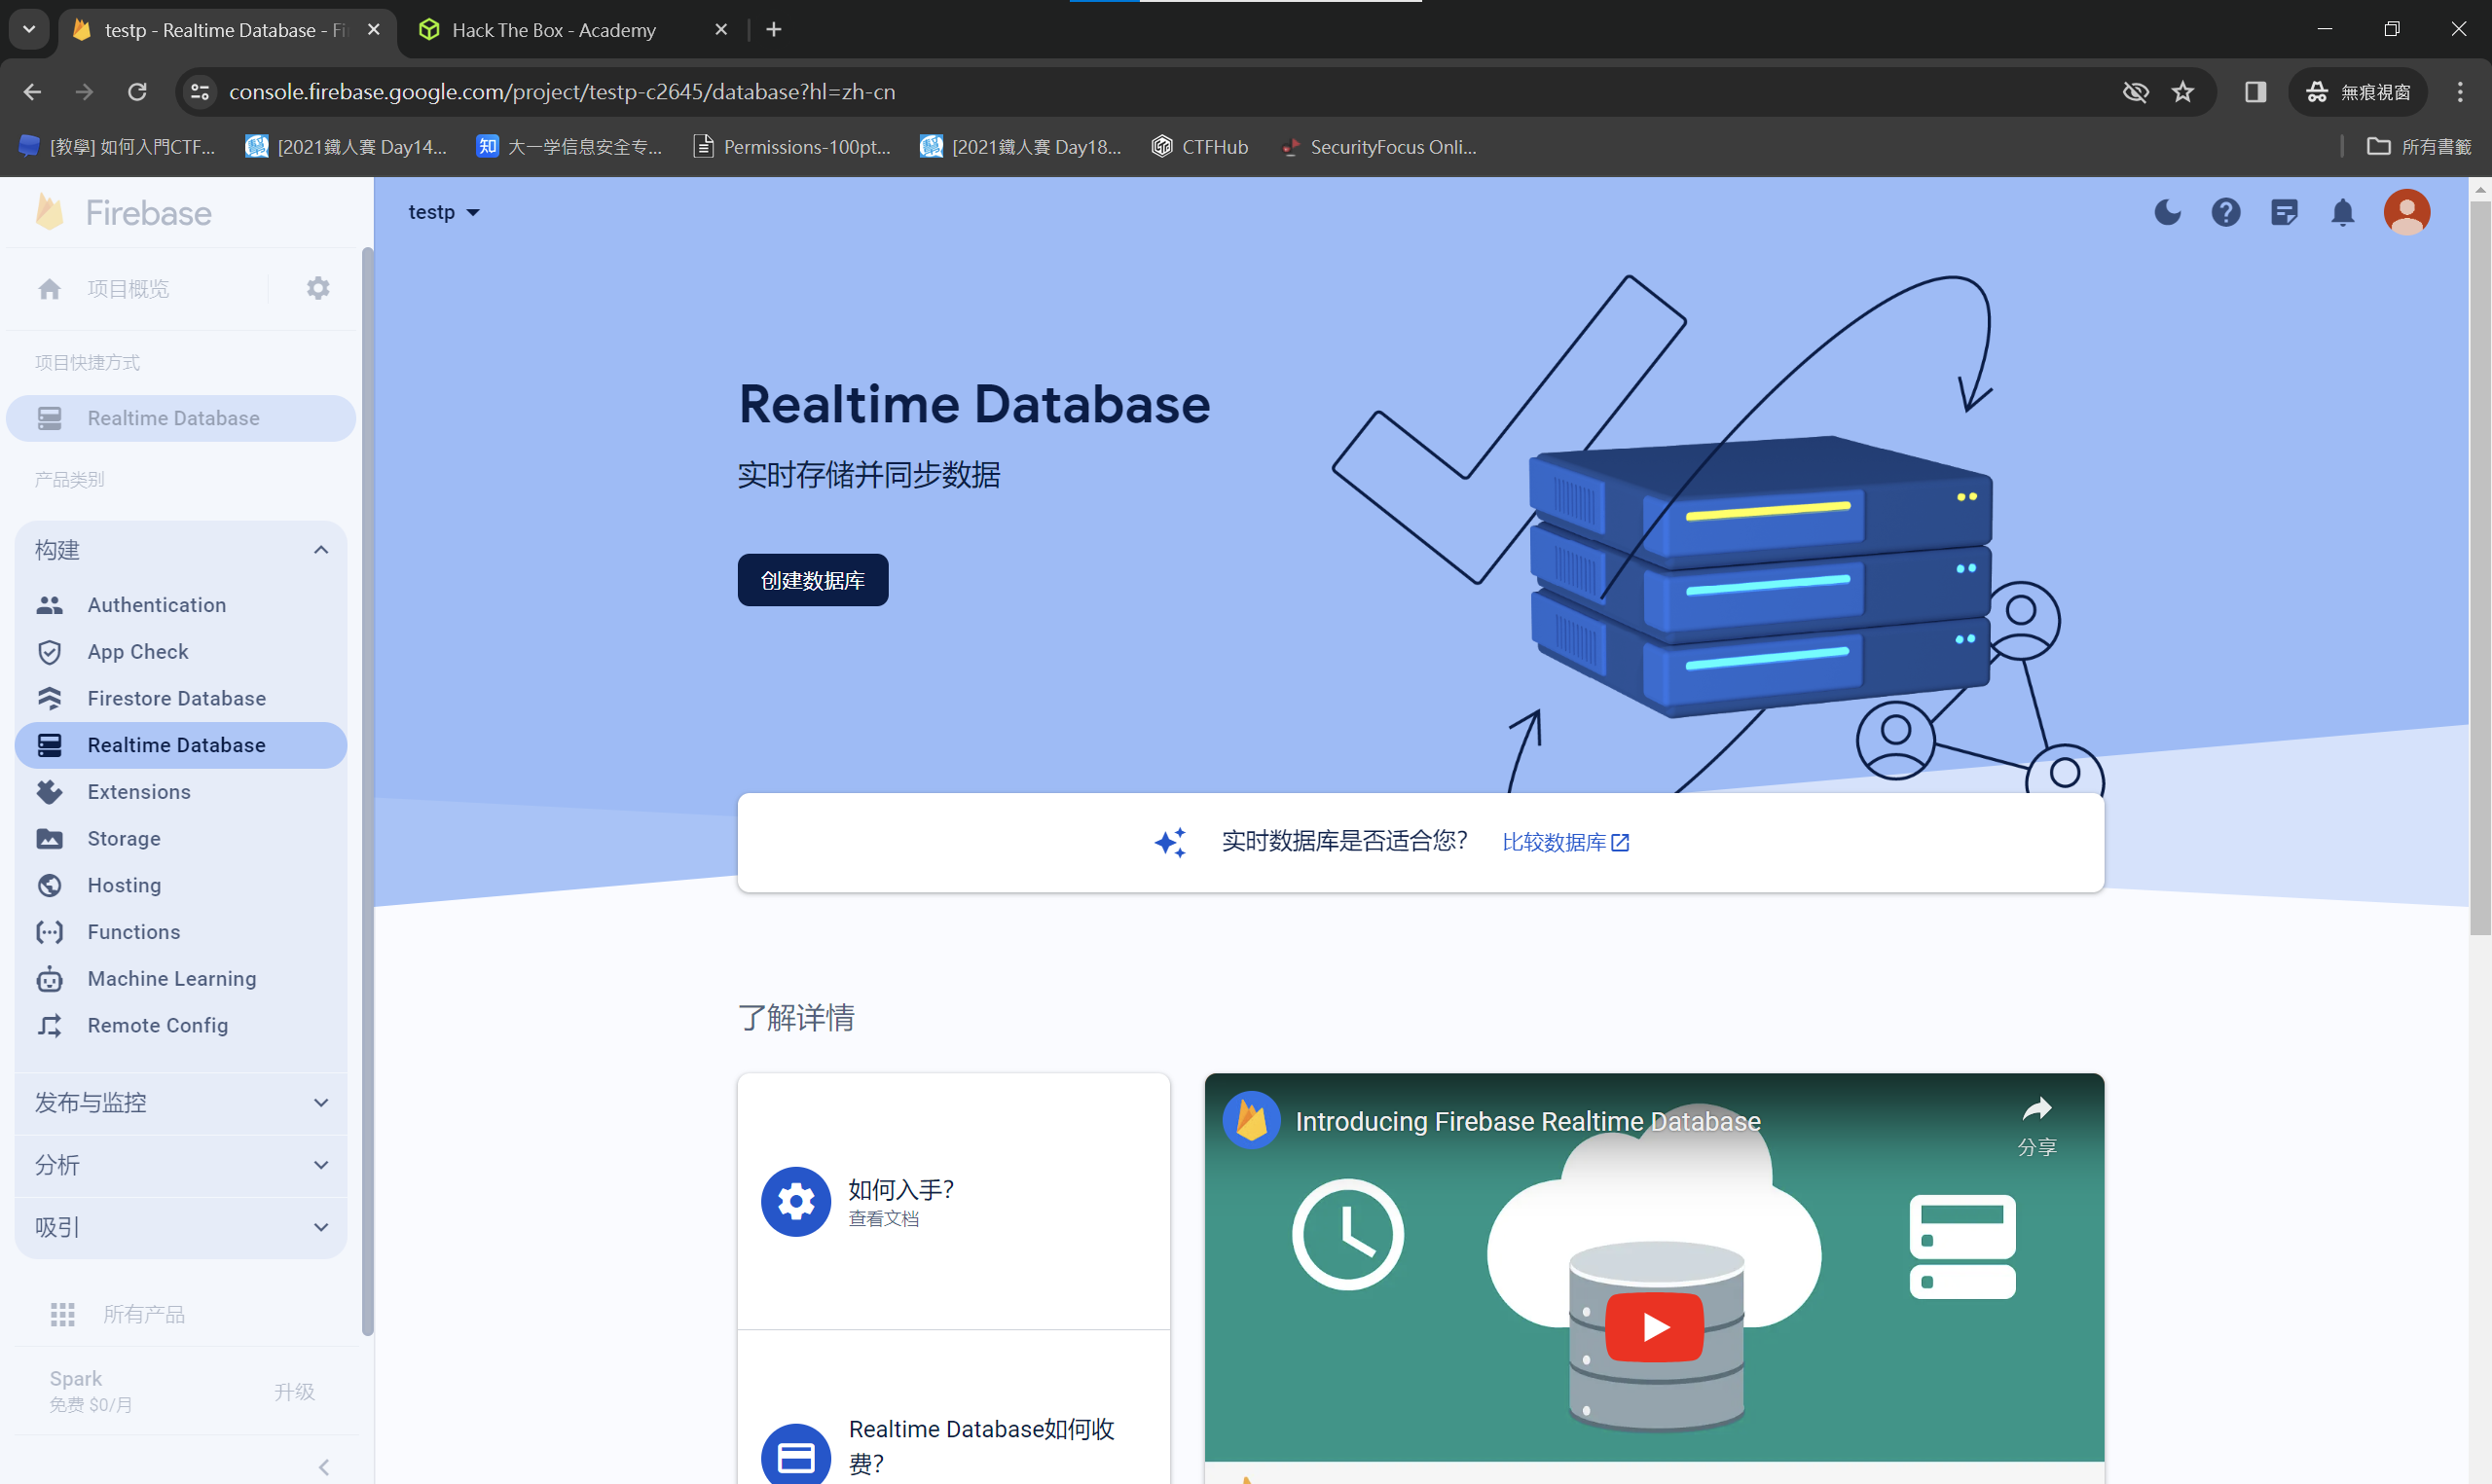 testp - Realtime Database - Fi
Hack The Box - Academy
console.firebase.google.com/project/testp-c2645/database?hl=zh-cn
無痕視窗
[教學] 如何入門CTF...
[2021鐵人賽 Day14...
知 大一学信息安全专...
Permissions-100pt...
[2021鐵人賽 Day18...
CTFHub
SecurityFocus Onli...
所有書籤
Firebase
testp
项目概览
项目快捷方式
Realtime Database
产品类别
构建
Authentication
App Check
Firestore Database
Realtime Database
Extensions
Storage
Hosting
Functions
Machine Learning
Remote Config
发布与监控
分析
吸引
所有产品
Spark
免费 $0/月
升级
Realtime Database
实时存储并同步数据
创建数据库
实时数据库是否适合您?
比较数据库
了解详情
如何入手?
查看文档
Realtime Database如何收
费?
Introducing Firebase Realtime Database
分享